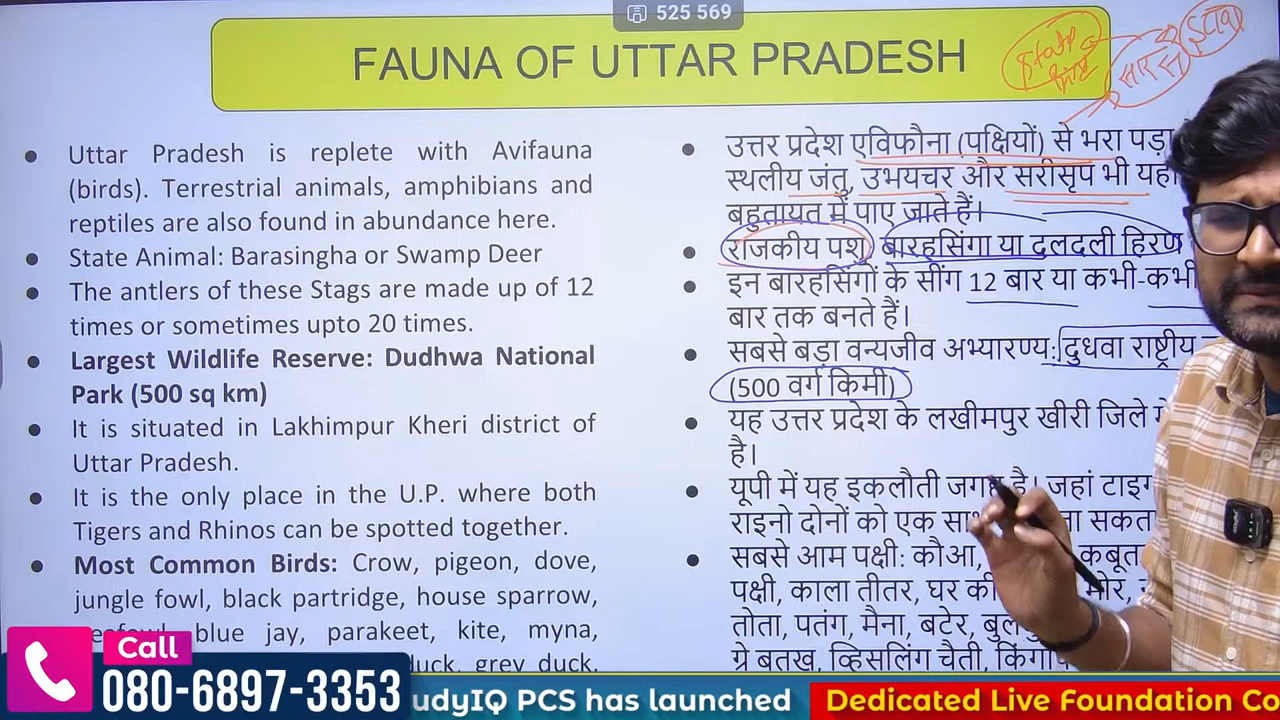 525 569
FAUNA OF UTTAR PRADESH
State
सारस
Uttar Pradesh is replete with Avifauna
(birds). Terrestrial animals, amphibians and
reptiles are also found in abundance here.
State Animal: Barasingha or Swamp Deer
The antlers of these Stags are made up of 12
times or sometimes upto 20 times.
Largest Wildlife Reserve: Dudhwa National
Park (500 sq km)
It is situated in Lakhimpur Kheri district of
Uttar Pradesh.
It is the only place in the U.P. where both
Tigers and Rhinos can be spotted together.
Most Common Birds: Crow, pigeon, dove,
jungle fowl, black partridge, house sparrow,
blue jay, parakeet, kite, myna,
duck, grey duck,
उत्तर प्रदेश एविफौना (पक्षियों) से भरा पड़ा
स्थलीय जंतु, उभयचर और सरीसृप भी यहां
बहुतायत में पाए जाते हैं।
राजकीय पशु बारहसिंगा या दलदली हिरण
इन बारहसिंगों के सींग 12 बार या कभी-कभी
बार तक बनते हैं।
सबसे बड़ा वन्यजीव अभ्यारण्य: दुधवा राष्ट्रीय
(500 वर्ग किमी)
यह उत्तर प्रदेश के लखीमपुर खीरी जिले में
है।
यूपी में यह इकलौती जगह है। जहां
राइनो दोनों को एक सकता
सबसे आम पक्षी: कौआ,
पक्षी, काला तीतर, घर की मोर,
तोता, पतंग, मैना, बटेर,
ग्रे बतख, व्हिसलिंग चैती,
Call
080-6897-3353
udyIQ PCS has launched
Dedicated Live Foundation Co